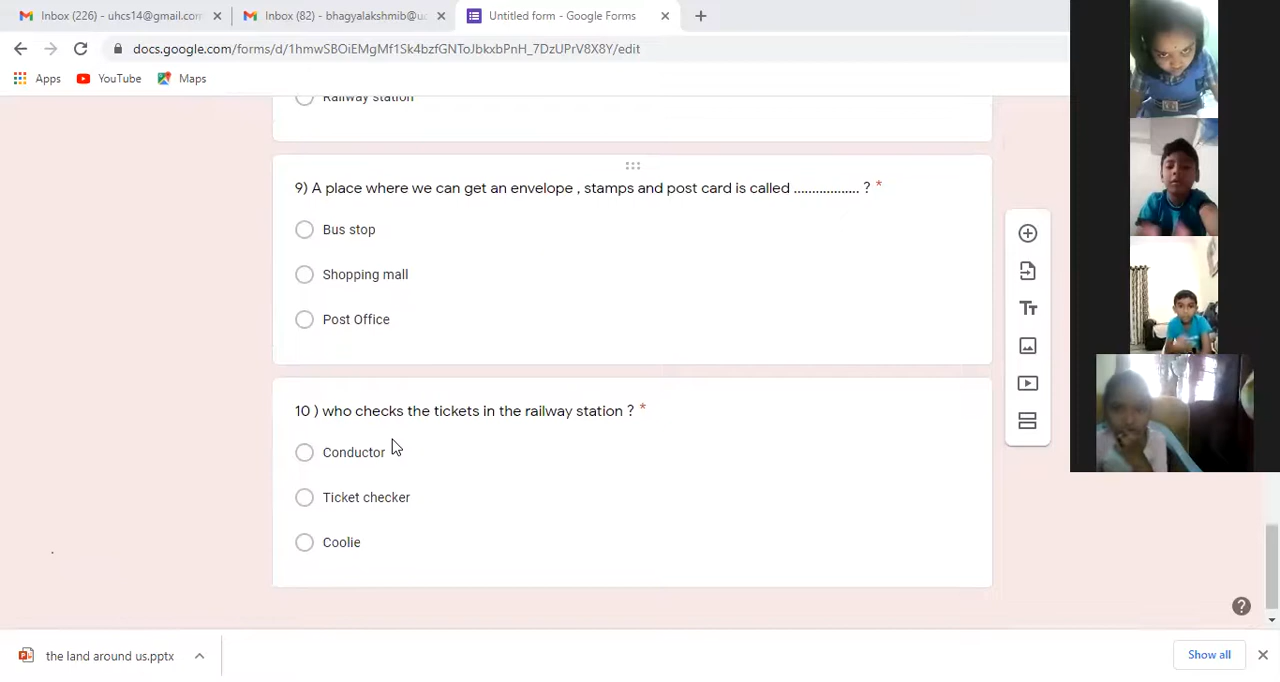 Inbox (226) - uhcs14@gmail.com
Inbox (82) - bhagyalakshmib@uc
Untitled form - Google Forms
docs.google.com/forms/d/1hmwSBOiEMgMf1Sk4bzfGNToJbkxbPnH_7DzUPrV8X8Y/edit
Apps YouTube Maps
Railway station
9) A place where we can get an envelope , stamps and post card is called .................. ? *
Bus stop
Shopping mall
Post Office
10 ) who checks the tickets in the railway station ? *
Conductor
Ticket checker
Coolie
the land around us.pptx
Show all